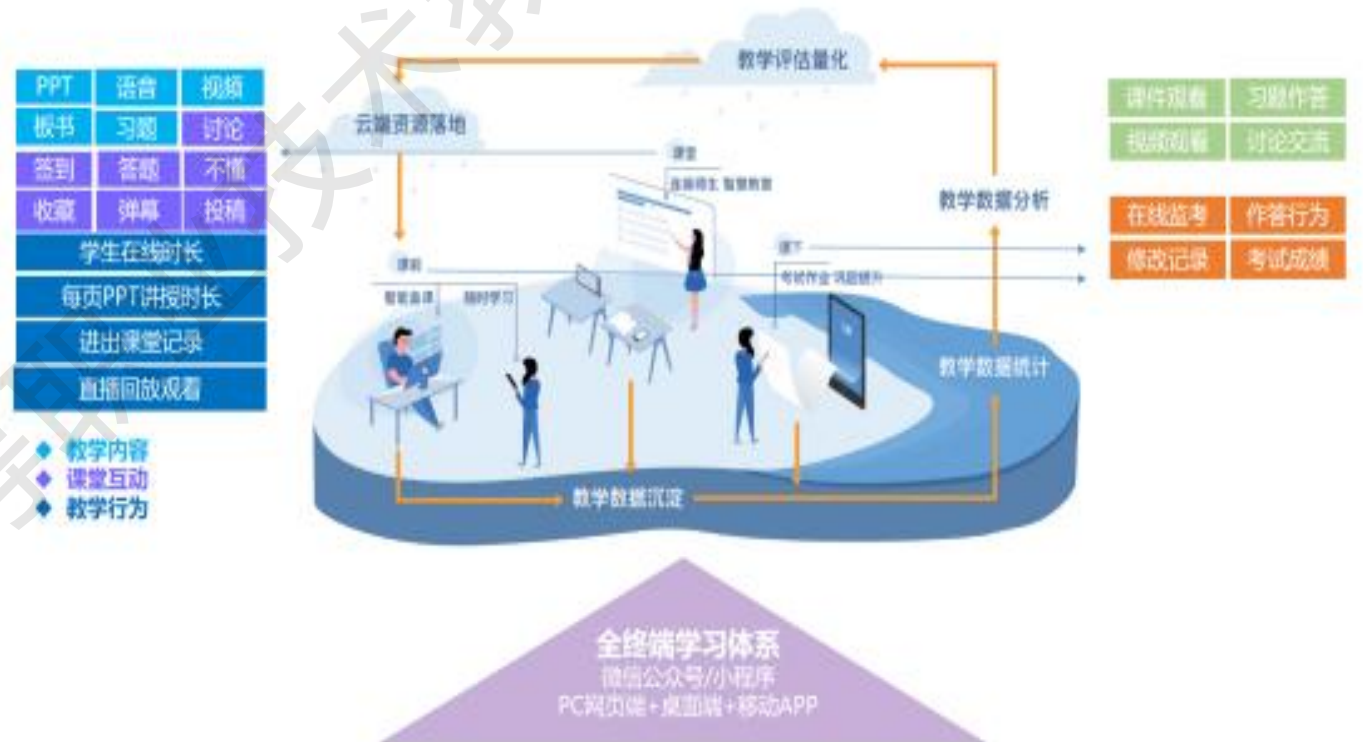 教学评估量化
云端资源落地
PPT 语音 视频
板书 习题 讨论
签到 答题 不懂
收藏 弹幕 投稿
学生在线时长
每页PPT讲授时长
进出课堂记录
直播回放观看
教学内容
课堂互动
教学行为
课堂
连接师生 智慧教室
课前
智能备课 随时学习
课下
考试作业 巩固提升
教学数据分析
教学数据统计
教学数据沉淀
课件观看 习题作答
视频观看 讨论交流
在线监考 作答行为
修改记录 考试成绩
全终端学习体系
微信公众号/小程序
PC网页端+桌面端+移动APP